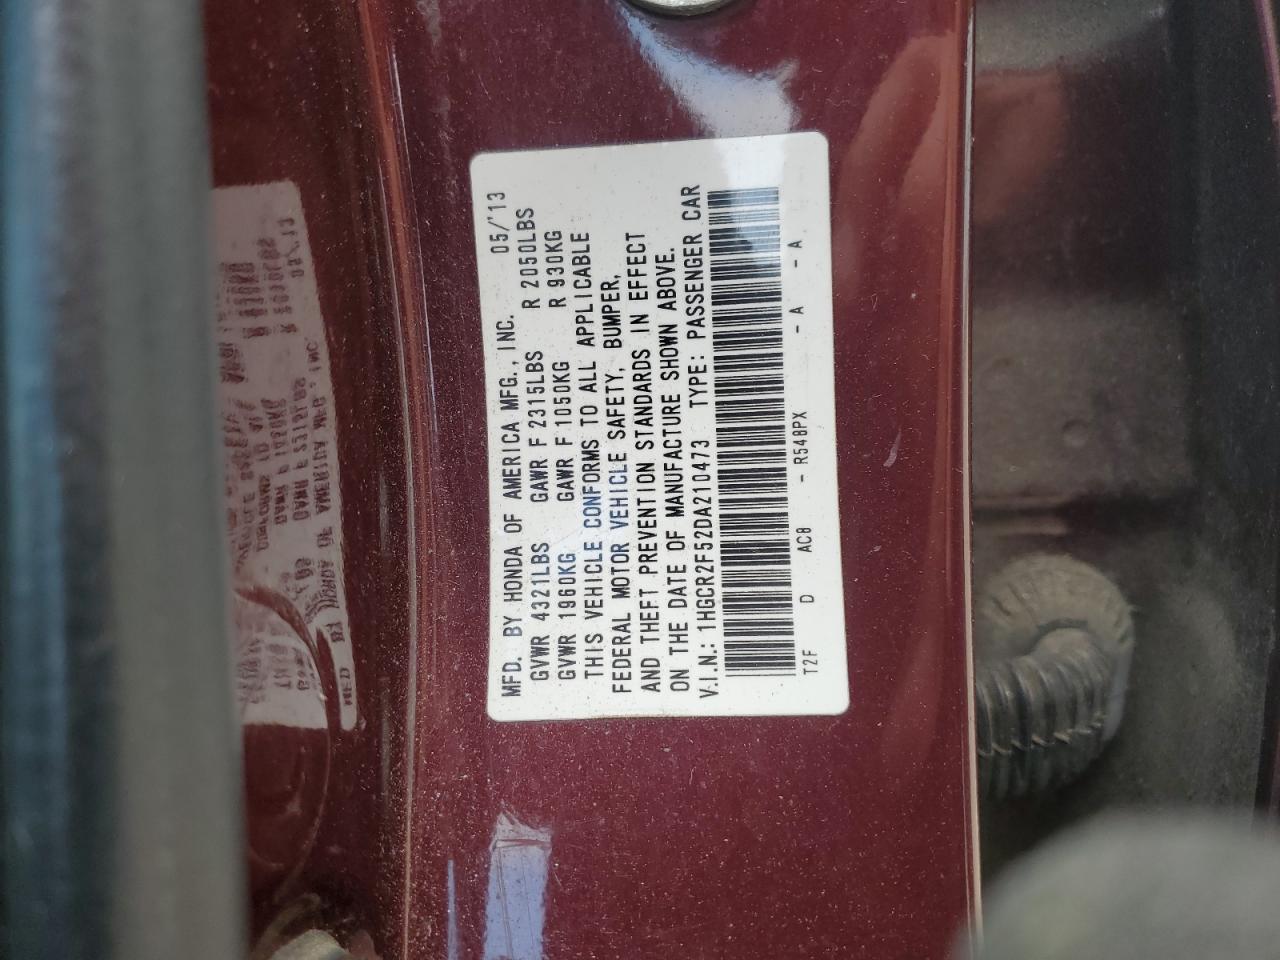 MFD. BY HONDA OF AMERICA MFG., INC. 05/'13
GVWR 4321LBS GAWR F 2315LBS R 2050LBS
GVWR 1960KG GAWR F 1050KG R 930KG
THIS VEHICLE CONFORMS TO ALL APPLICABLE
FEDERAL MOTOR VEHICLE SAFETY, BUMPER,
AND THEFT PREVENTION STANDARDS IN EFFECT
ON THE DATE OF MANUFACTURE SHOWN ABOVE.
V.I.N.: 1HGCR2F52DA210473 TYPE: PASSENGER CAR
T2F D AC8 - R548PX - A - A